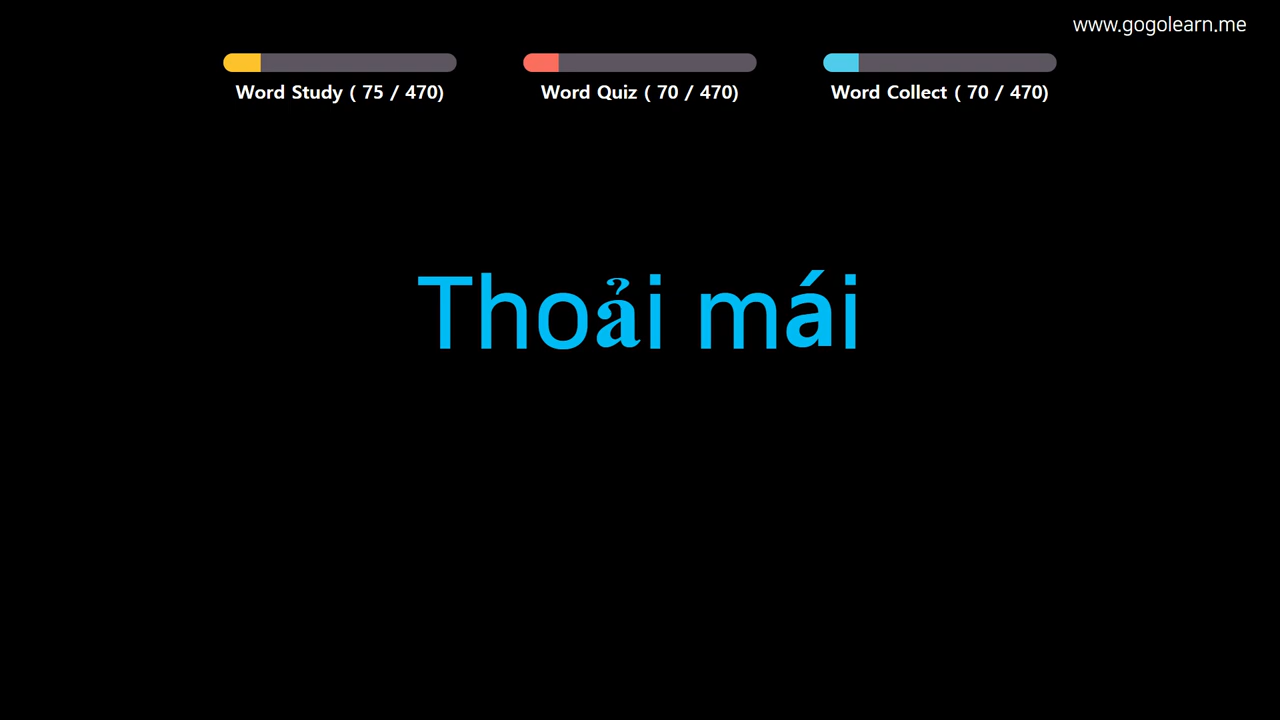 www.gogolearn.me
Word Study ( 75 / 470)
Word Quiz ( 70 / 470)
Word Collect ( 70 / 470)
Thoải mái